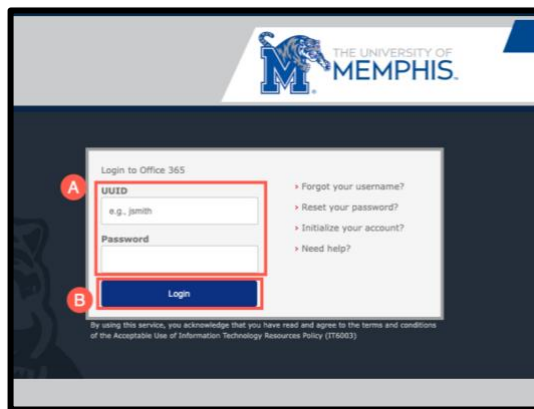 THE UNIVERSITY OF
MEMPHIS.
M
Login to Office 365
A
UUID
e.g., jsmith
Password
B
Login
› Forgot your username?
› Reset your password?
› Initialize your account?
› Need help?
By using this service, you acknowledge that you have read and agree to the terms and conditions
of the Acceptable Use of Information Technology Resources Policy (IT6003)